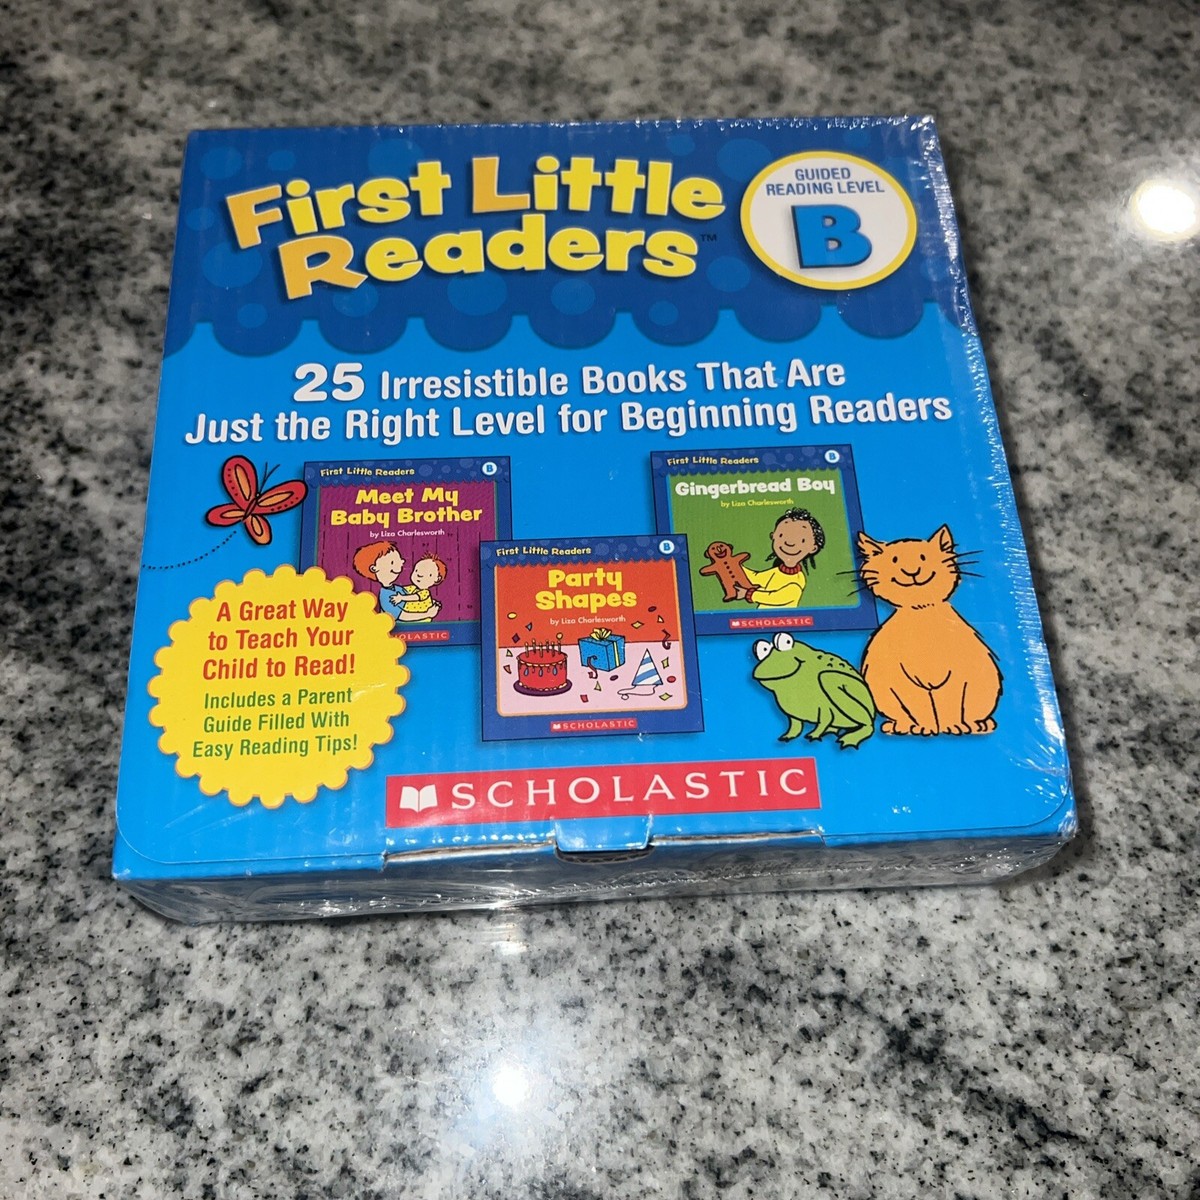 First Little
Readers™
GUIDED
READING LEVEL
B
25 Irresistible Books That Are
Just the Right Level for Beginning Readers
First Little Readers
B
Meet My
Baby Brother
by Liza Charlesworth
OLASTIC
First Little Readers
B
Party
Shapes
by Liza Charlesworth
SCHOLASTIC
First Little Readers
B
Gingerbread Boy
by Liza Charlesworth
SCHOLASTIC
A Great Way
to Teach Your
Child to Read!
Includes a Parent
Guide Filled With
Easy Reading Tips!
SCHOLASTIC